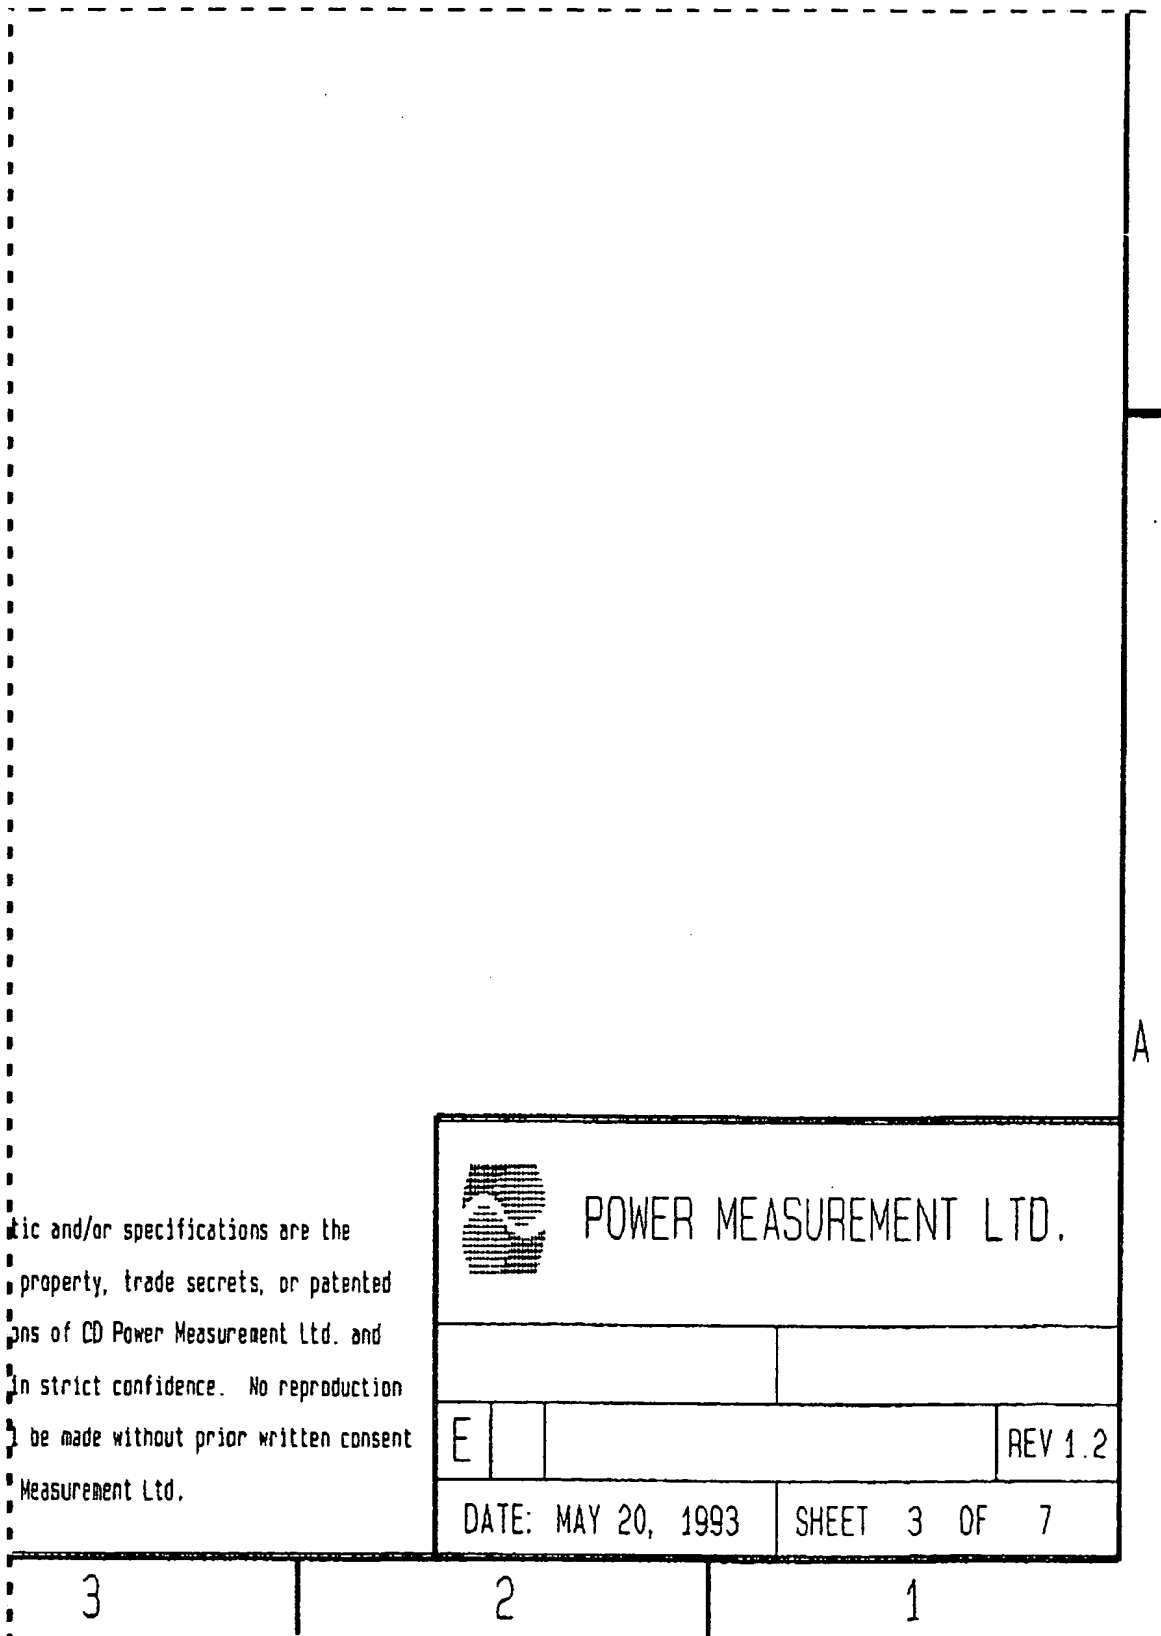 A
tic and/or specifications are the
property, trade secrets, or patented
ons of CD Power Measurement Ltd. and
in strict confidence. No reproduction
be made without prior written consent
Measurement Ltd.
POWER MEASUREMENT LTD.
E
REV 1.2
DATE: MAY 20, 1993
SHEET 3 OF 7
3 2 1